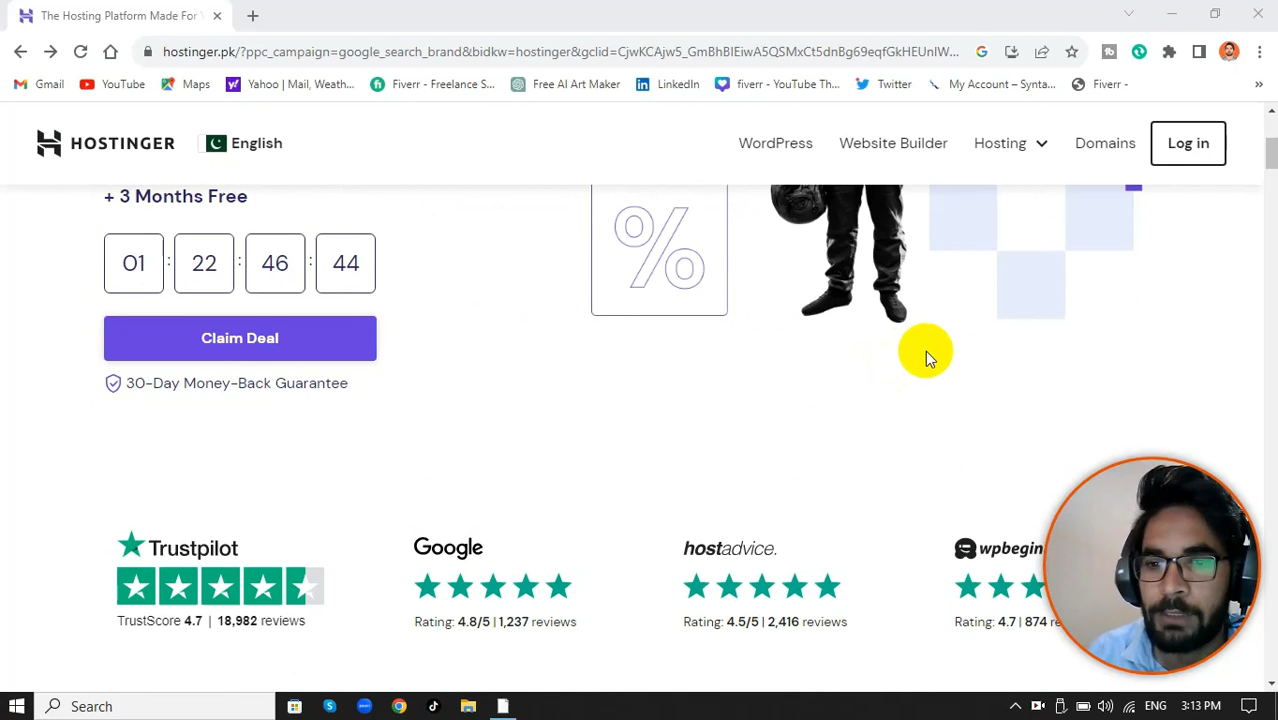 The Hosting Platform Made For
hostinger.pk/?ppc_campaign=google_search_brand&bidkw=hostinger&gclid=CjwKCAjw5_GmBhBIEiwA5QSMxCt5dnBg69eqfGkHEUnIW...
Gmail YouTube Maps Yahoo | Mail, Weath... Fiverr - Freelance S... Free AI Art Maker LinkedIn fiverr - YouTube Th... Twitter My Account – Synta... Fiverr - »
HOSTINGER English WordPress Website Builder Hosting Domains Log in
+ 3 Months Free
%
01 : 22 : 46 : 44
Claim Deal
30-Day Money-Back Guarantee
Trustpilot Google hostadvice. wpbegin
TrustScore 4.7 | 18,982 reviews Rating: 4.8/5 | 1,237 reviews Rating: 4.5/5 | 2,416 reviews Rating: 4.7 | 874 re
Search ENG 3:13 PM